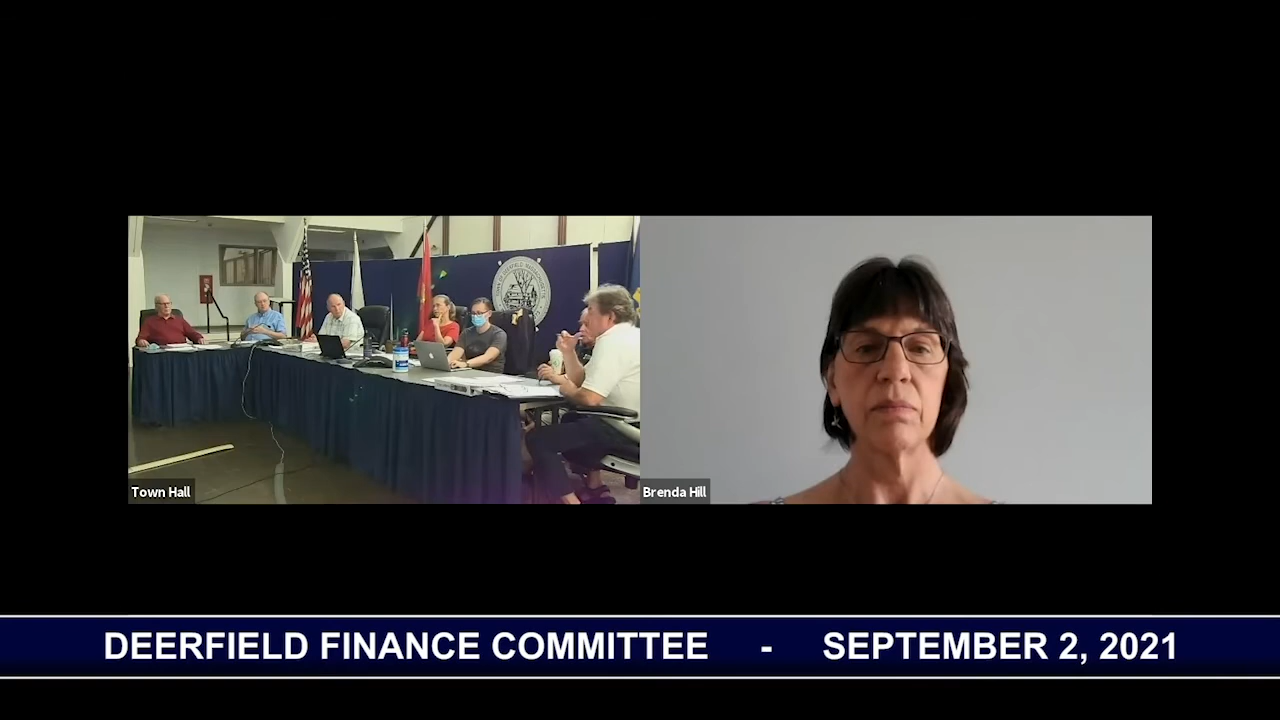 Town Hall
Brenda Hill
DEERFIELD FINANCE COMMITTEE - SEPTEMBER 2, 2021